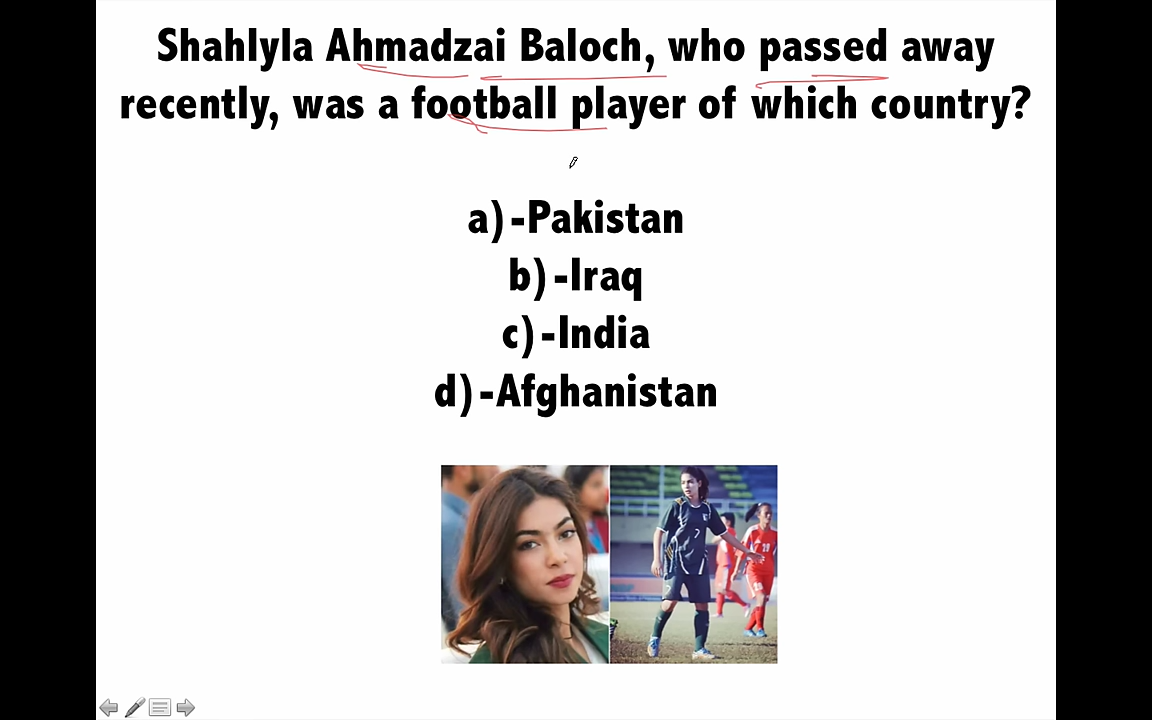 Shahlyla Ahmadzai Baloch, who passed away
recently, was a football player of which country?
a)-Pakistan
b)-Iraq
c)-India
d)-Afghanistan